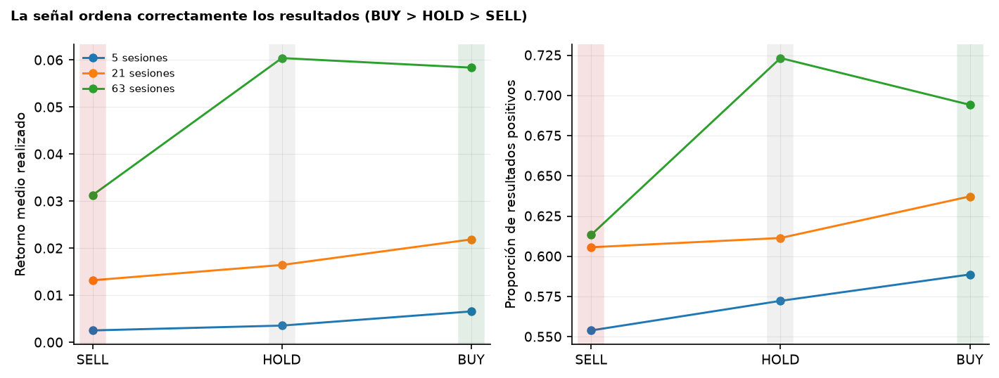 La señal ordena correctamente los resultados (BUY > HOLD > SELL)
Retorno medio realizado
0.06
0.05
0.04
0.03
0.02
0.01
0.00
5 sesiones
21 sesiones
63 sesiones
SELL
HOLD
BUY
Proporción de resultados positivos
0.725
0.700
0.675
0.650
0.625
0.600
0.575
0.550
SELL
HOLD
BUY